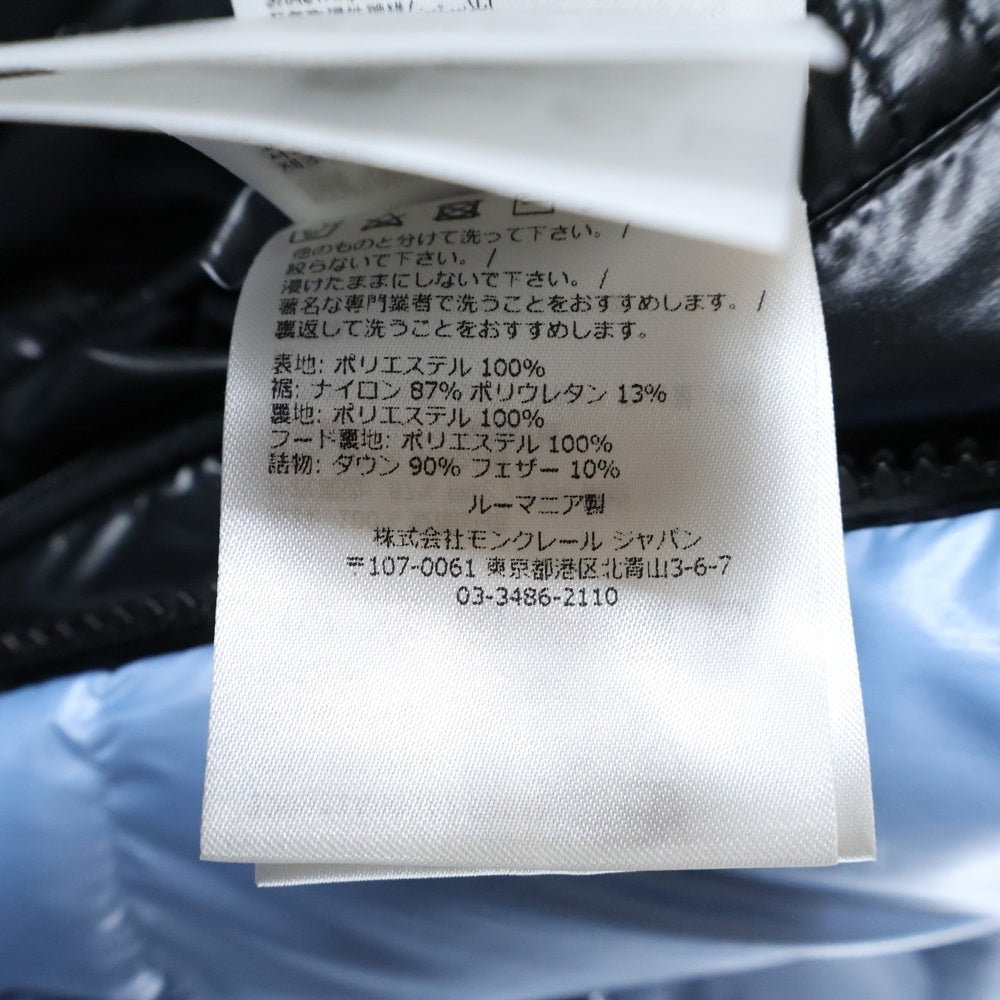 他のものと分けて洗って下さい。 /
絞らないで下さい。 /
浸けたままにしないで下さい。 /
著名な専門業者で洗うことをおすすめします。 /
裏返して洗うことをおすすめします。
表地: ポリエステル 100%
裾: ナイロン 87% ポリウレタン 13%
裏地: ポリエステル 100%
フード裏地: ポリエステル 100%
詰物: ダウン 90% フェザー 10%
ルーマニア製
株式会社モンクレール ジャパン
〒107-0061 東京都港区北青山3-6-7
03-3486-2110